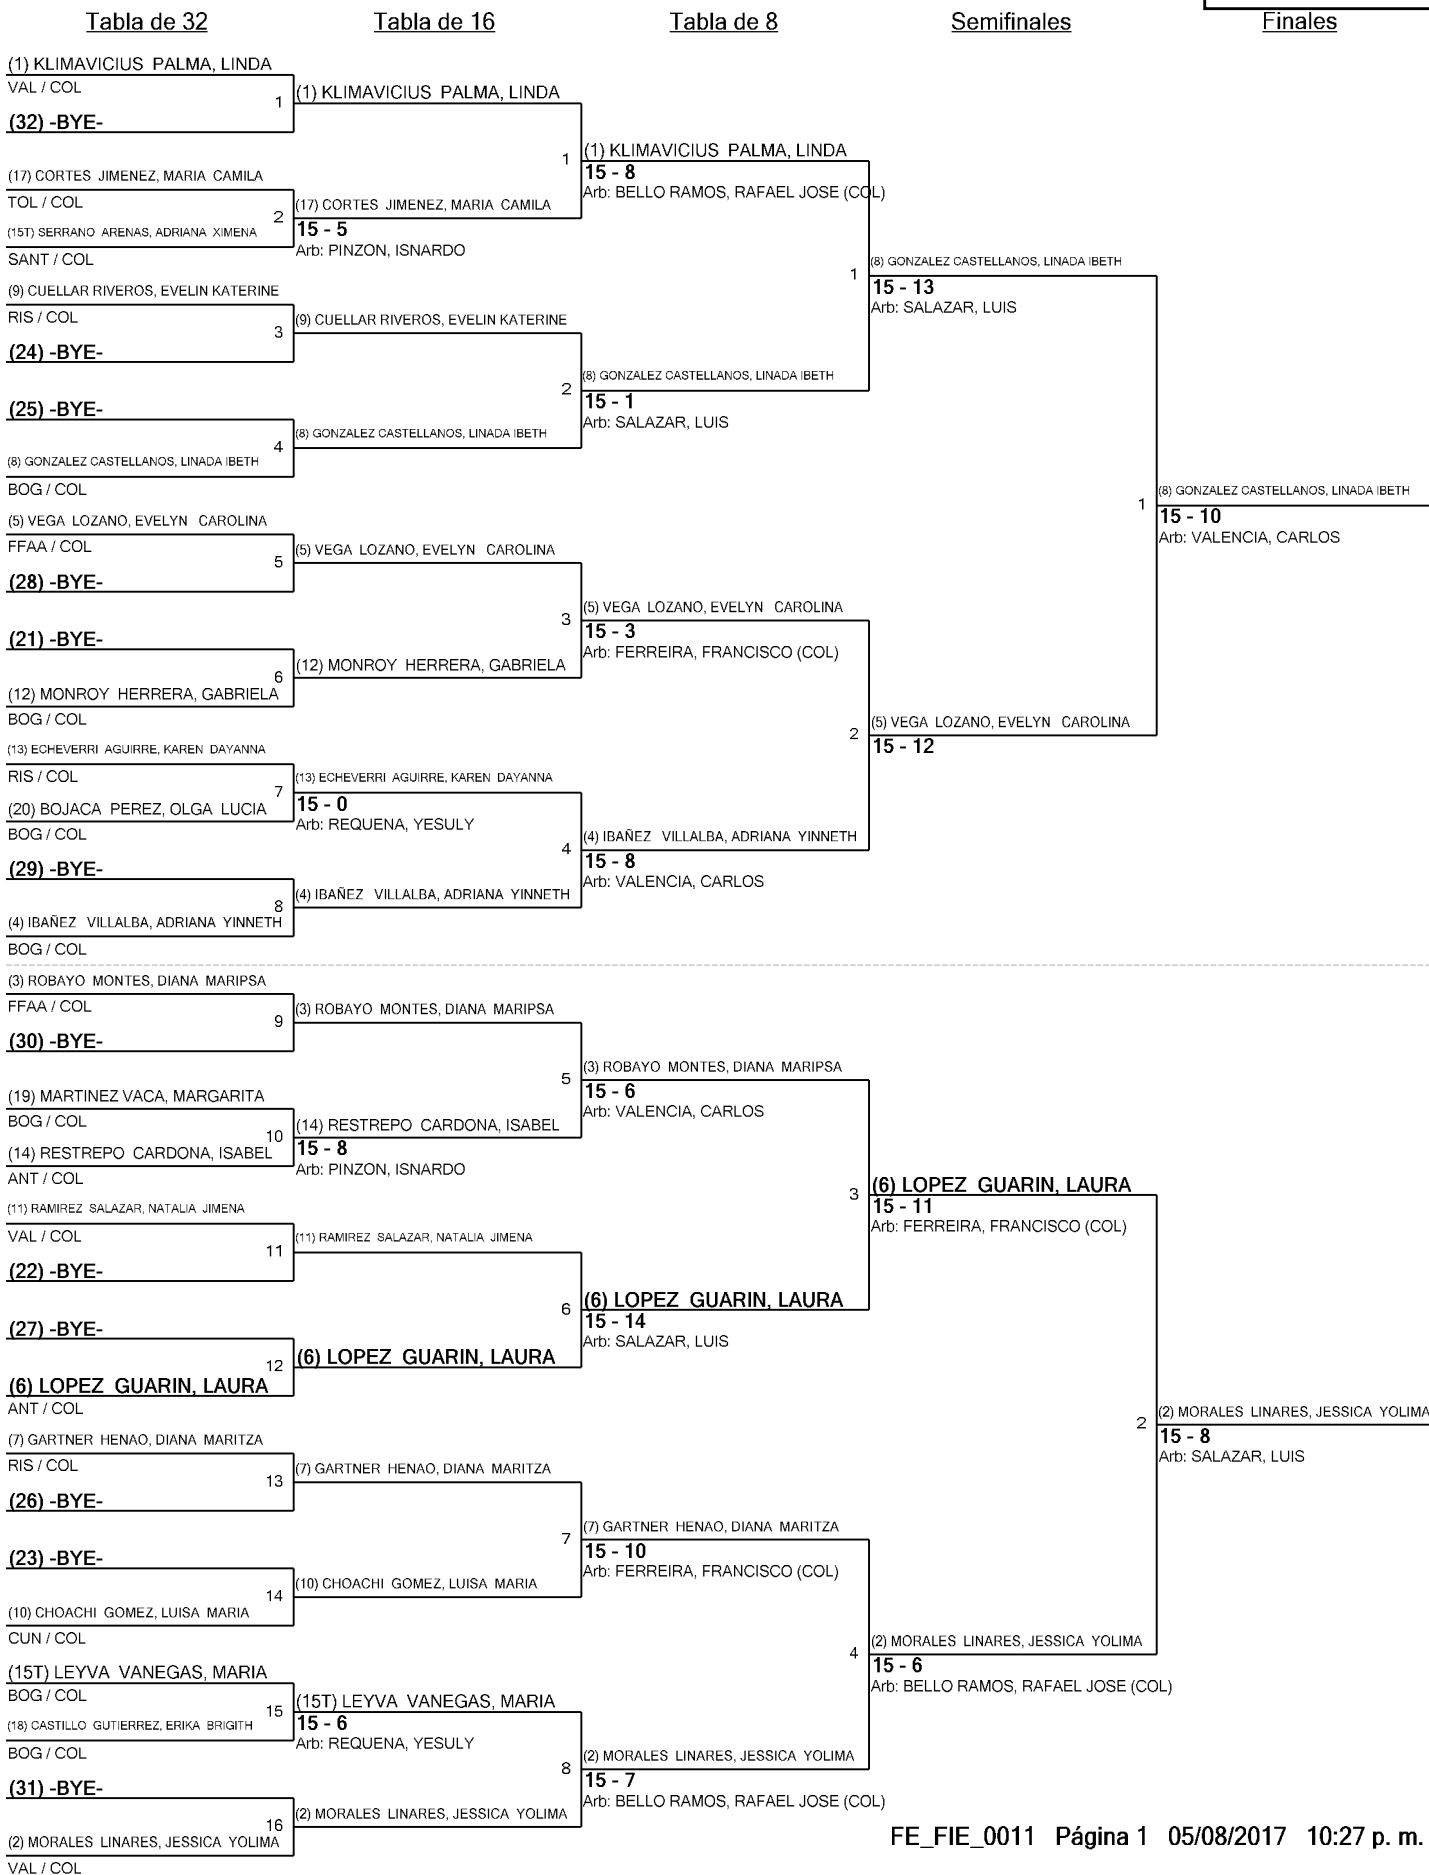 Tabla de 32
Tabla de 16
Tabla de 8
Semifinales
Finales
(1) KLIMAVICIUS PALMA, LINDA
VAL / COL
1
(32) -BYE-
(17) CORTES JIMENEZ, MARIA CAMILA
TOL / COL
2
(15T) SERRANO ARENAS, ADRIANA XIMENA
SANT / COL
(9) CUELLAR RIVEROS, EVELIN KATERINE
RIS / COL
3
(24) -BYE-
(25) -BYE-
4
(8) GONZALEZ CASTELLANOS, LINADA IBETH
BOG / COL
(5) VEGA LOZANO, EVELYN CAROLINA
FFAA / COL
5
(28) -BYE-
(21) -BYE-
6
(12) MONROY HERRERA, GABRIELA
BOG / COL
(13) ECHEVERRI AGUIRRE, KAREN DAYANNA
RIS / COL
7
(20) BOJACA PEREZ, OLGA LUCIA
BOG / COL
(29) -BYE-
8
(4) IBAÑEZ VILLALBA, ADRIANA YINNETH
BOG / COL
(3) ROBAYO MONTES, DIANA MARIPSA
FFAA / COL
9
(30) -BYE-
(19) MARTINEZ VACA, MARGARITA
BOG / COL
10
(14) RESTREPO CARDONA, ISABEL
ANT / COL
(11) RAMIREZ SALAZAR, NATALIA JIMENA
VAL / COL
11
(22) -BYE-
(27) -BYE-
12
(6) LOPEZ GUARIN, LAURA
ANT / COL
(7) GARTNER HENAO, DIANA MARITZA
RIS / COL
13
(26) -BYE-
(23) -BYE-
14
(10) CHOACHI GOMEZ, LUISA MARIA
CUN / COL
(15T) LEYVA VANEGAS, MARIA
BOG / COL
15
(18) CASTILLO GUTIERREZ, ERIKA BRIGITH
BOG / COL
(31) -BYE-
16
(2) MORALES LINARES, JESSICA YOLIMA
VAL / COL
(1) KLIMAVICIUS PALMA, LINDA
1
(17) CORTES JIMENEZ, MARIA CAMILA
15 - 5
Arb: PINZON, ISNARDO
(9) CUELLAR RIVEROS, EVELIN KATERINE
2
(8) GONZALEZ CASTELLANOS, LINADA IBETH
(5) VEGA LOZANO, EVELYN CAROLINA
3
(12) MONROY HERRERA, GABRIELA
(13) ECHEVERRI AGUIRRE, KAREN DAYANNA
15 - 0
Arb: REQUENA, YESULY
4
(4) IBAÑEZ VILLALBA, ADRIANA YINNETH
(3) ROBAYO MONTES, DIANA MARIPSA
5
(14) RESTREPO CARDONA, ISABEL
15 - 8
Arb: PINZON, ISNARDO
(11) RAMIREZ SALAZAR, NATALIA JIMENA
6
(6) LOPEZ GUARIN, LAURA
(7) GARTNER HENAO, DIANA MARITZA
7
(10) CHOACHI GOMEZ, LUISA MARIA
(15T) LEYVA VANEGAS, MARIA
15 - 6
Arb: REQUENA, YESULY
8
(2) MORALES LINARES, JESSICA YOLIMA
(1) KLIMAVICIUS PALMA, LINDA
15 - 8
Arb: BELLO RAMOS, RAFAEL JOSE (COL)
1
(8) GONZALEZ CASTELLANOS, LINADA IBETH
15 - 1
Arb: SALAZAR, LUIS
(5) VEGA LOZANO, EVELYN CAROLINA
15 - 3
Arb: FERREIRA, FRANCISCO (COL)
2
(4) IBAÑEZ VILLALBA, ADRIANA YINNETH
15 - 8
Arb: VALENCIA, CARLOS
(3) ROBAYO MONTES, DIANA MARIPSA
15 - 6
Arb: VALENCIA, CARLOS
3
(6) LOPEZ GUARIN, LAURA
15 - 14
Arb: SALAZAR, LUIS
(7) GARTNER HENAO, DIANA MARITZA
15 - 10
Arb: FERREIRA, FRANCISCO (COL)
4
(2) MORALES LINARES, JESSICA YOLIMA
15 - 7
Arb: BELLO RAMOS, RAFAEL JOSE (COL)
(8) GONZALEZ CASTELLANOS, LINADA IBETH
15 - 13
Arb: SALAZAR, LUIS
1
(5) VEGA LOZANO, EVELYN CAROLINA
15 - 12
(6) LOPEZ GUARIN, LAURA
15 - 11
Arb: FERREIRA, FRANCISCO (COL)
2
(2) MORALES LINARES, JESSICA YOLIMA
15 - 6
Arb: BELLO RAMOS, RAFAEL JOSE (COL)
(8) GONZALEZ CASTELLANOS, LINADA IBETH
15 - 10
Arb: VALENCIA, CARLOS
(2) MORALES LINARES, JESSICA YOLIMA
15 - 8
Arb: SALAZAR, LUIS
FE_FIE_0011 Página 1 05/08/2017 10:27 p. m.